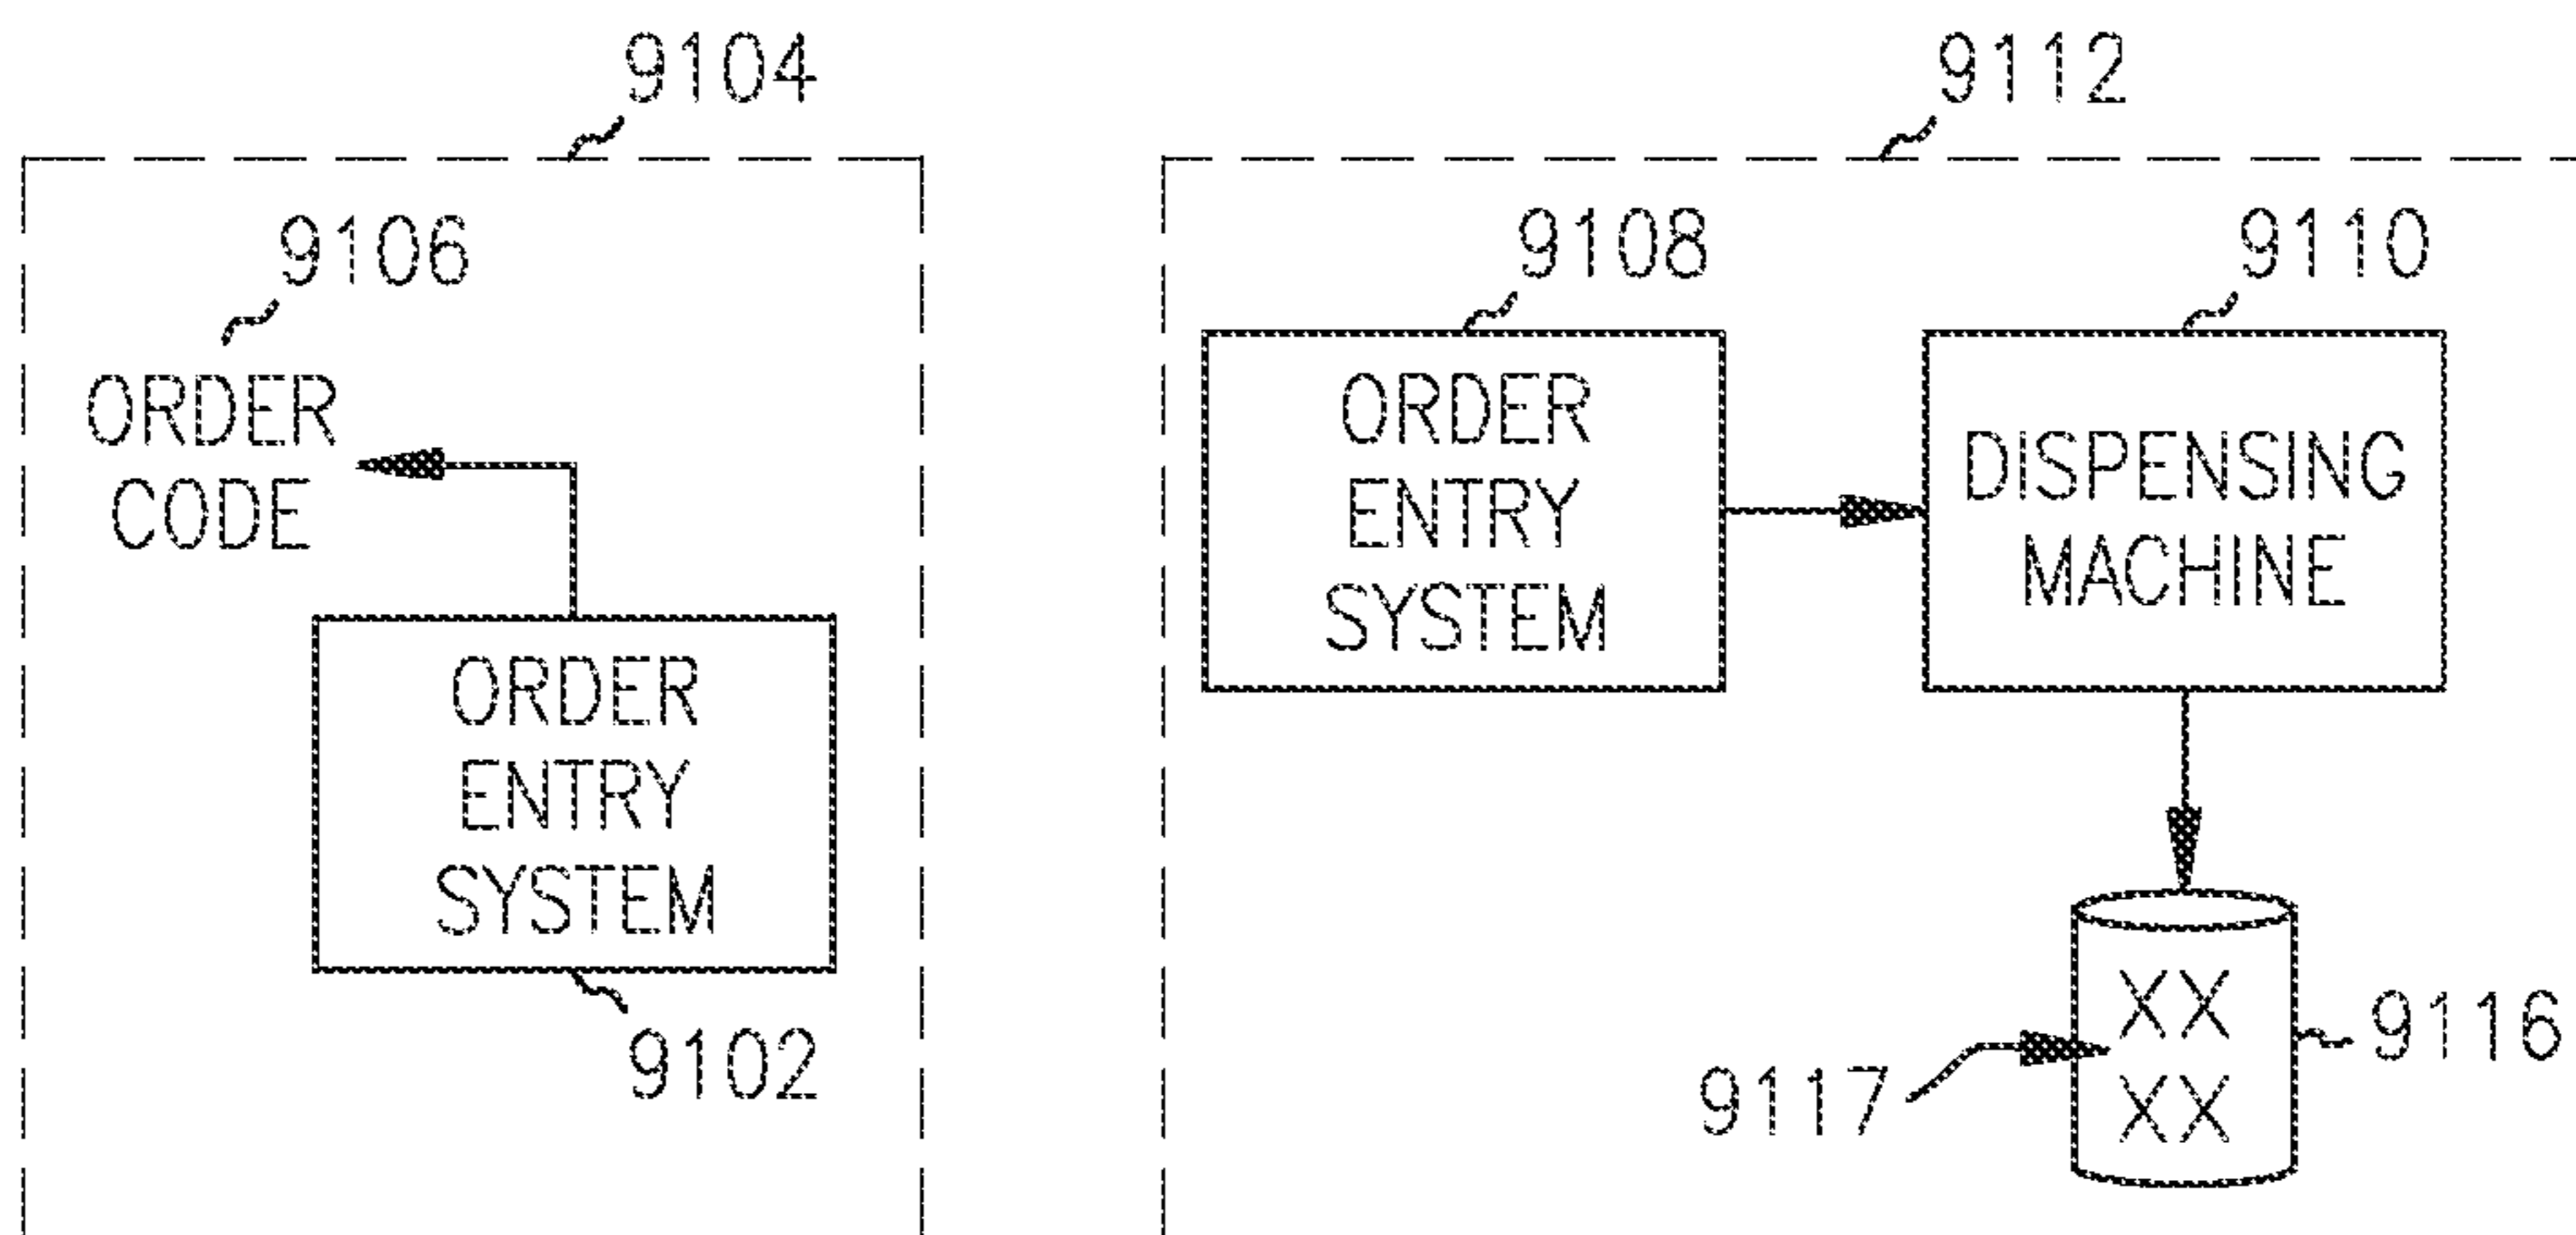 9104
9106
ORDER
CODE
ORDER
ENTRY
SYSTEM
9102
9112
9108
ORDER
ENTRY
SYSTEM
9110
DISPENSING
MACHINE
XX
XX
9116
9117